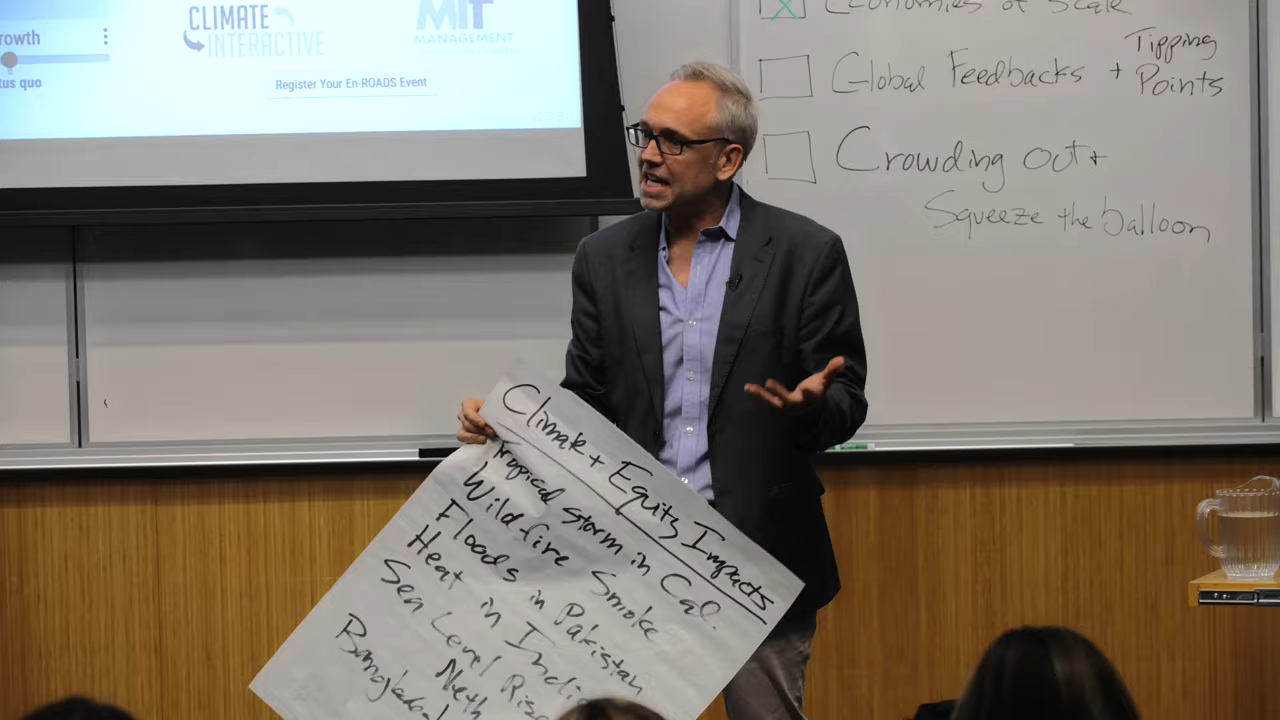 rowth
tus quo
CLIMATE
INTERACTIVE
MIT
MANAGEMENT
Register Your En-ROADS Event
Economies of Scale
Global Feedbacks + Tipping Points
Crowding out +
Squeeze the balloon
Climate + Equity Impacts
Tropical storm in Cal.
Wildfire Smoke
Floods in Pakistan
Heat in India
Sea Level Rise
Neth
Banglade